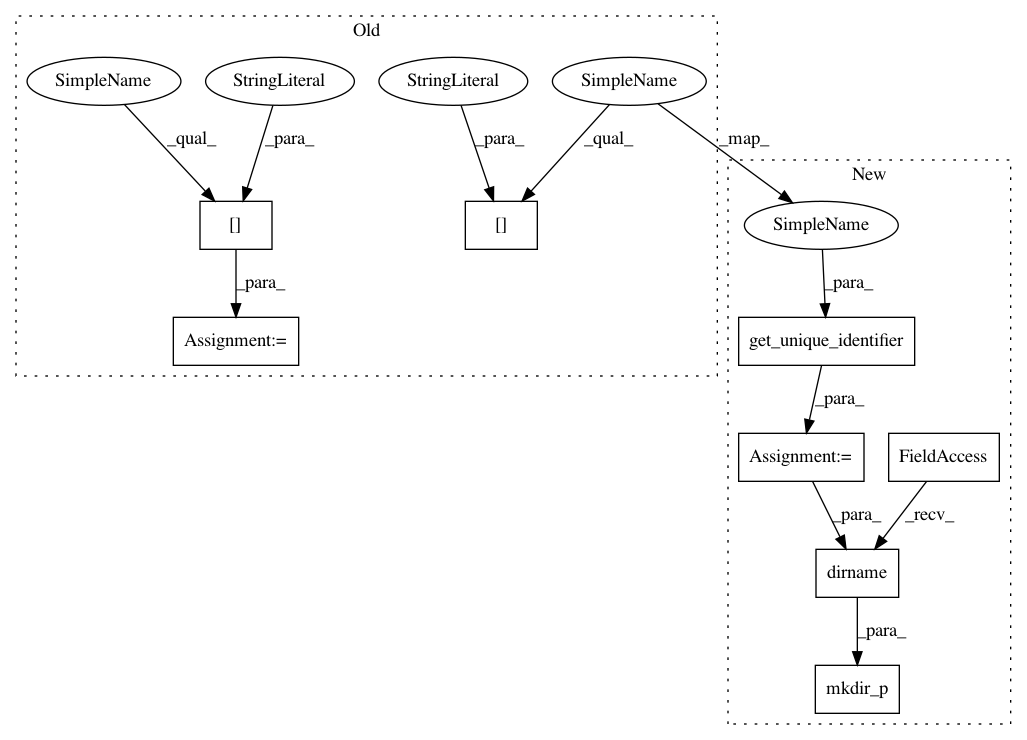 Old
SimpleName
StringLiteral
StringLiteral
SimpleName
_qual_
_para_
_para_
_qual_
_map_
New
[]
[]
SimpleName
_para_
_para_
Assignment:=
get_unique_identifier
_para_
Assignment:=
FieldAccess
_para_
_recv_
dirname
_para_
mkdir_p